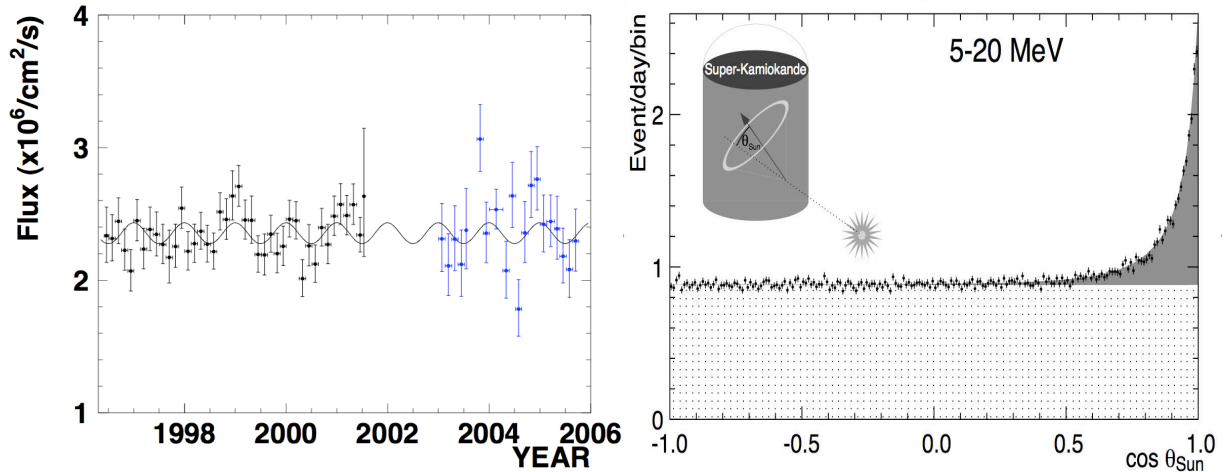 Flux (x10⁶/cm²/s)
4
3
2
1
1998 2000 2002 2004 2006
YEAR
Event/day/bin
2
1
0
5-20 MeV
Super-Kamiokande
θSun
-1.0 -0.5 0.0 0.5 1.0
cos θSun